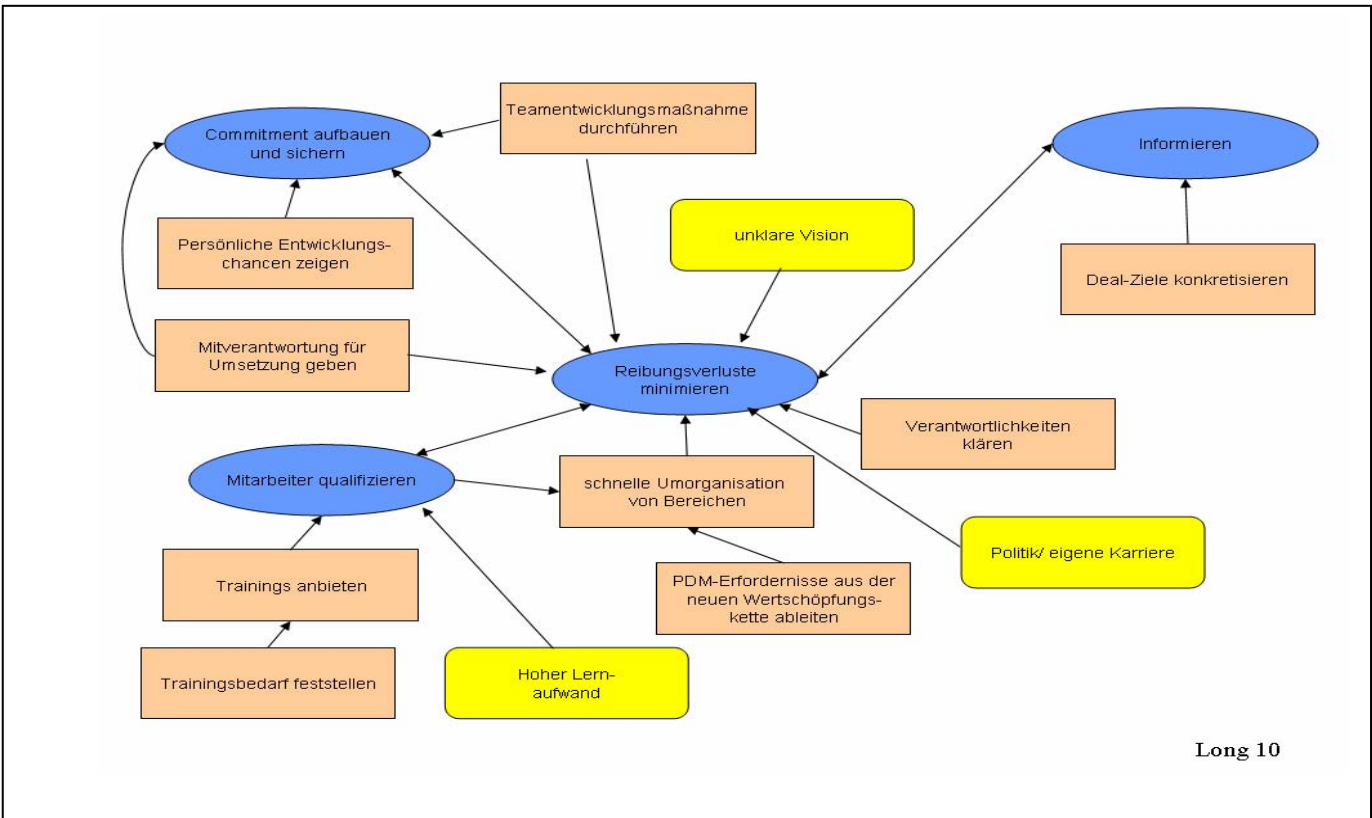 Teamentwicklungsmaßnahme
durchführen
Commitment aufbauen
und sichern
Informieren
Persönliche Entwicklungs-
chancen zeigen
unklare Vision
Deal-Ziele konkretisieren
Mitverantwortung für
Umsetzung geben
Reibungsverluste
minimieren
Verantwortlichkeiten
klären
Mitarbeiter qualifizieren
schnelle Umorganisation
von Bereichen
Politik/ eigene Karriere
Trainings anbieten
PDM-Erfordernisse aus der
neuen Wertschöpfungs-
kette ableiten
Trainingsbedarf feststellen
Hoher Lern-
aufwand
Long 10